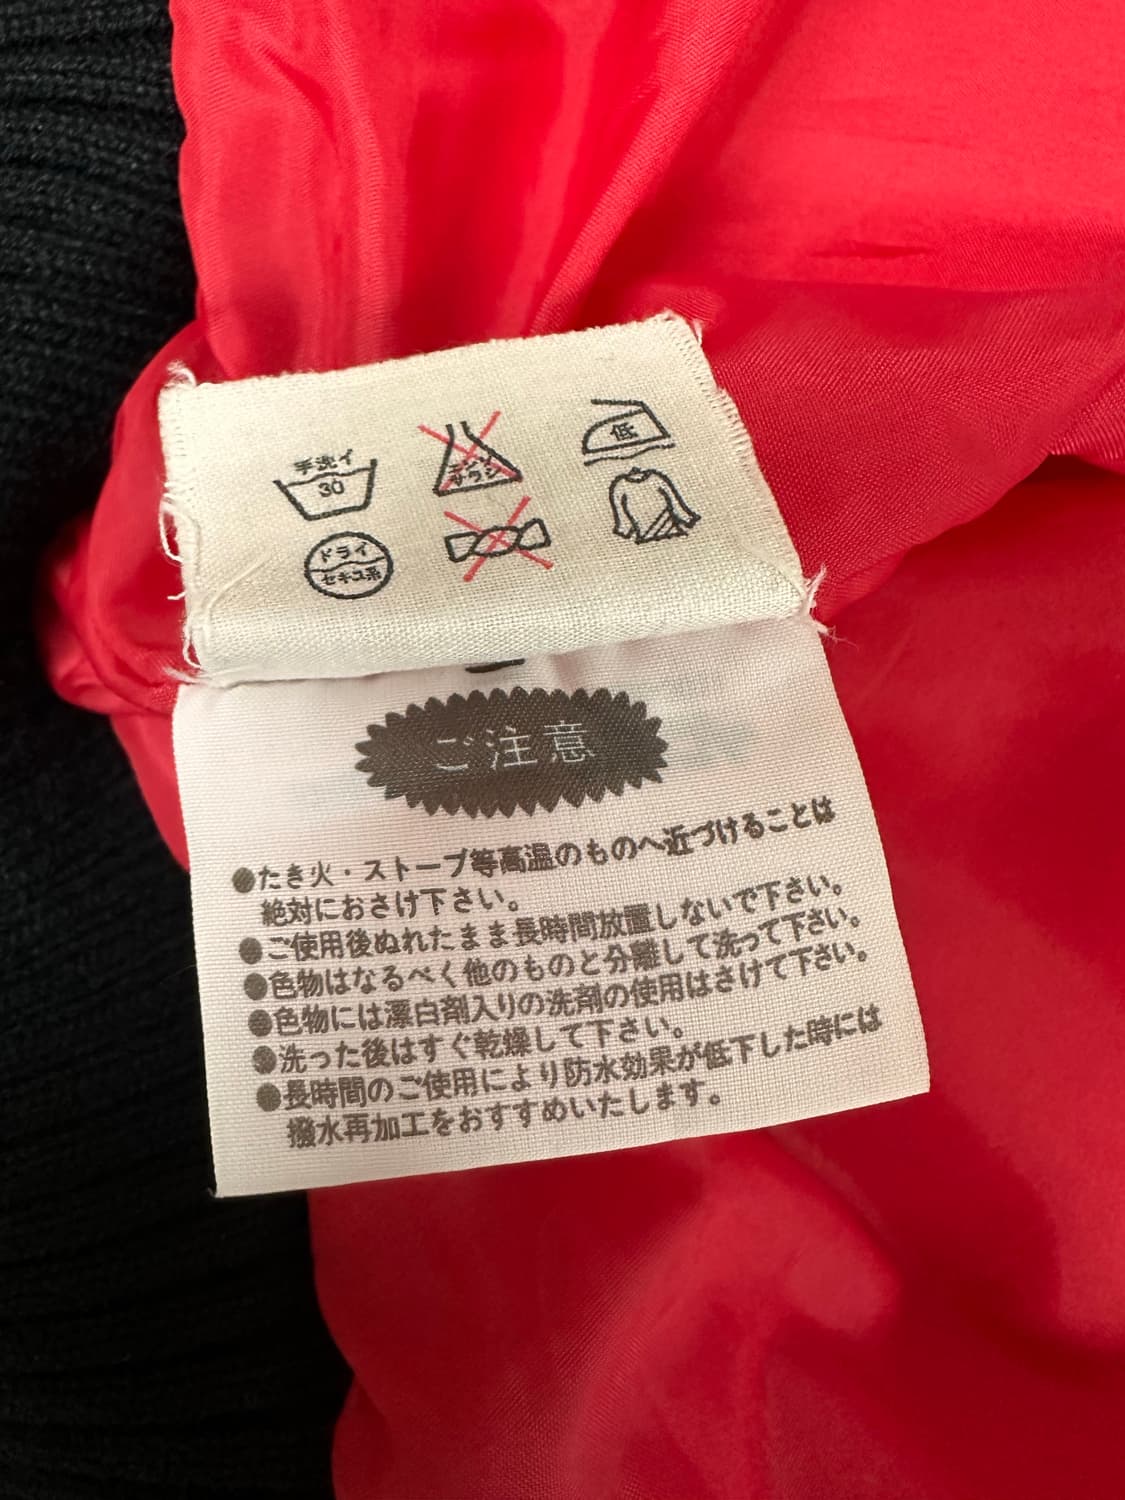 手洗イ
30
エンソ
サラシ
低
ドライ
セキユ系
ご注意
●たき火・ストーブ等高温のものへ近づけることは
絶対におさけ下さい。
●ご使用後ぬれたまま長時間放置しないで下さい。
●色物はなるべく他のものと分離して洗って下さい。
●色物には漂白剤入りの洗剤の使用はさけて下さい。
●洗った後はすぐ乾燥して下さい。
●長時間のご使用により防水効果が低下した時には
撥水再加工をおすすめいたします。